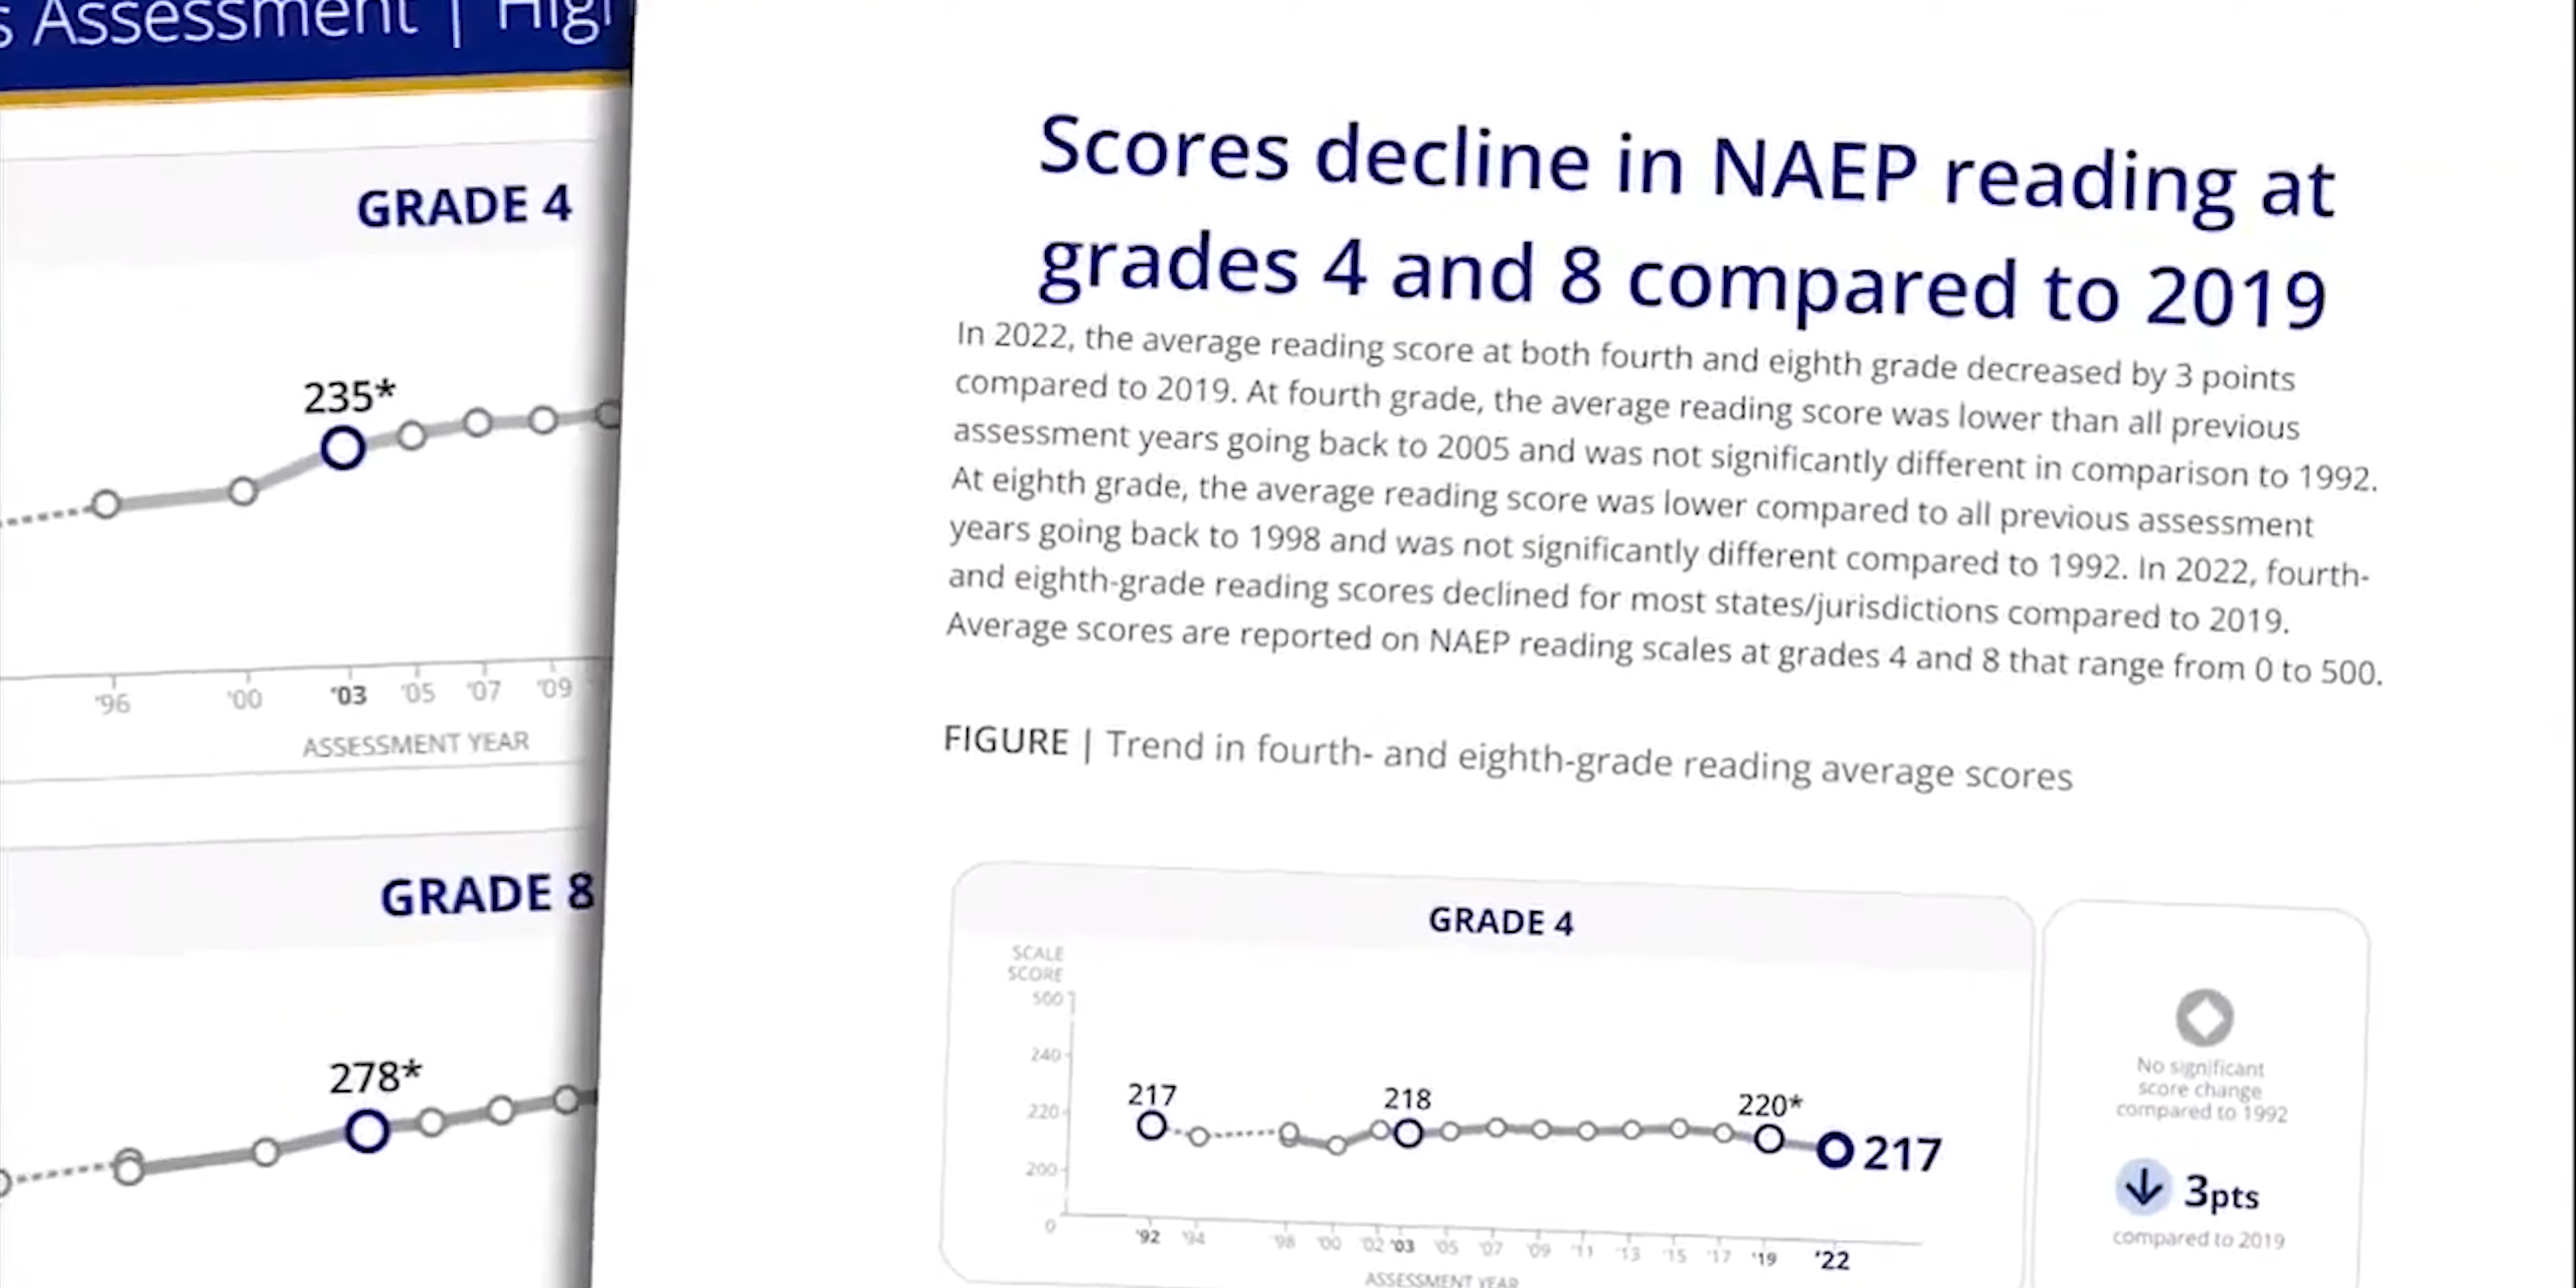 s Assessment | High
GRADE 4
235*
'96 '00 '03 '05 '07 '09
ASSESSMENT YEAR
GRADE 8
278*
Scores decline in NAEP reading at
grades 4 and 8 compared to 2019
In 2022, the average reading score at both fourth and eighth grade decreased by 3 points
compared to 2019. At fourth grade, the average reading score was lower than all previous
assessment years going back to 2005 and was not significantly different in comparison to 1992.
At eighth grade, the average reading score was lower compared to all previous assessment
years going back to 1998 and was not significantly different compared to 1992. In 2022, fourth-
and eighth-grade reading scores declined for most states/jurisdictions compared to 2019.
Average scores are reported on NAEP reading scales at grades 4 and 8 that range from 0 to 500.
FIGURE | Trend in fourth- and eighth-grade reading average scores
GRADE 4
SCALE
SCORE
500
240
220
200
0
217 218 220* 217
'92 '94 '98 '00 '02 '03 '05 '07 '09 '11 '13 '15 '17 '19 '22
ASSESSMENT YEAR
No significant
score change
compared to 1992
3pts
compared to 2019